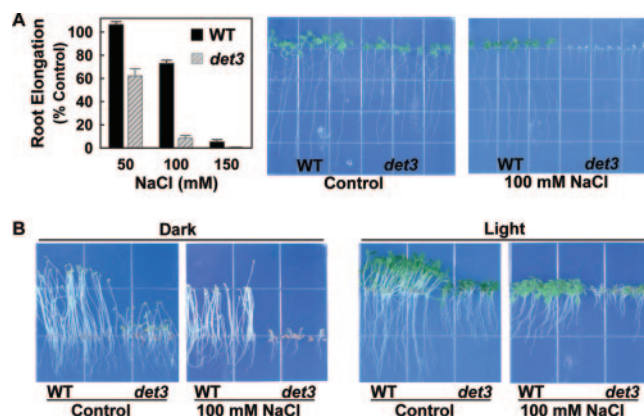 A
WT
det3
Root Elongation
(% Control)
100
80
60
40
20
0
50 100 150
NaCl (mM)
WT det3
Control
WT det3
100 mM NaCl
B
Dark Light
WT det3 WT det3 WT det3 WT det3
Control 100 mM NaCl Control 100 mM NaCl